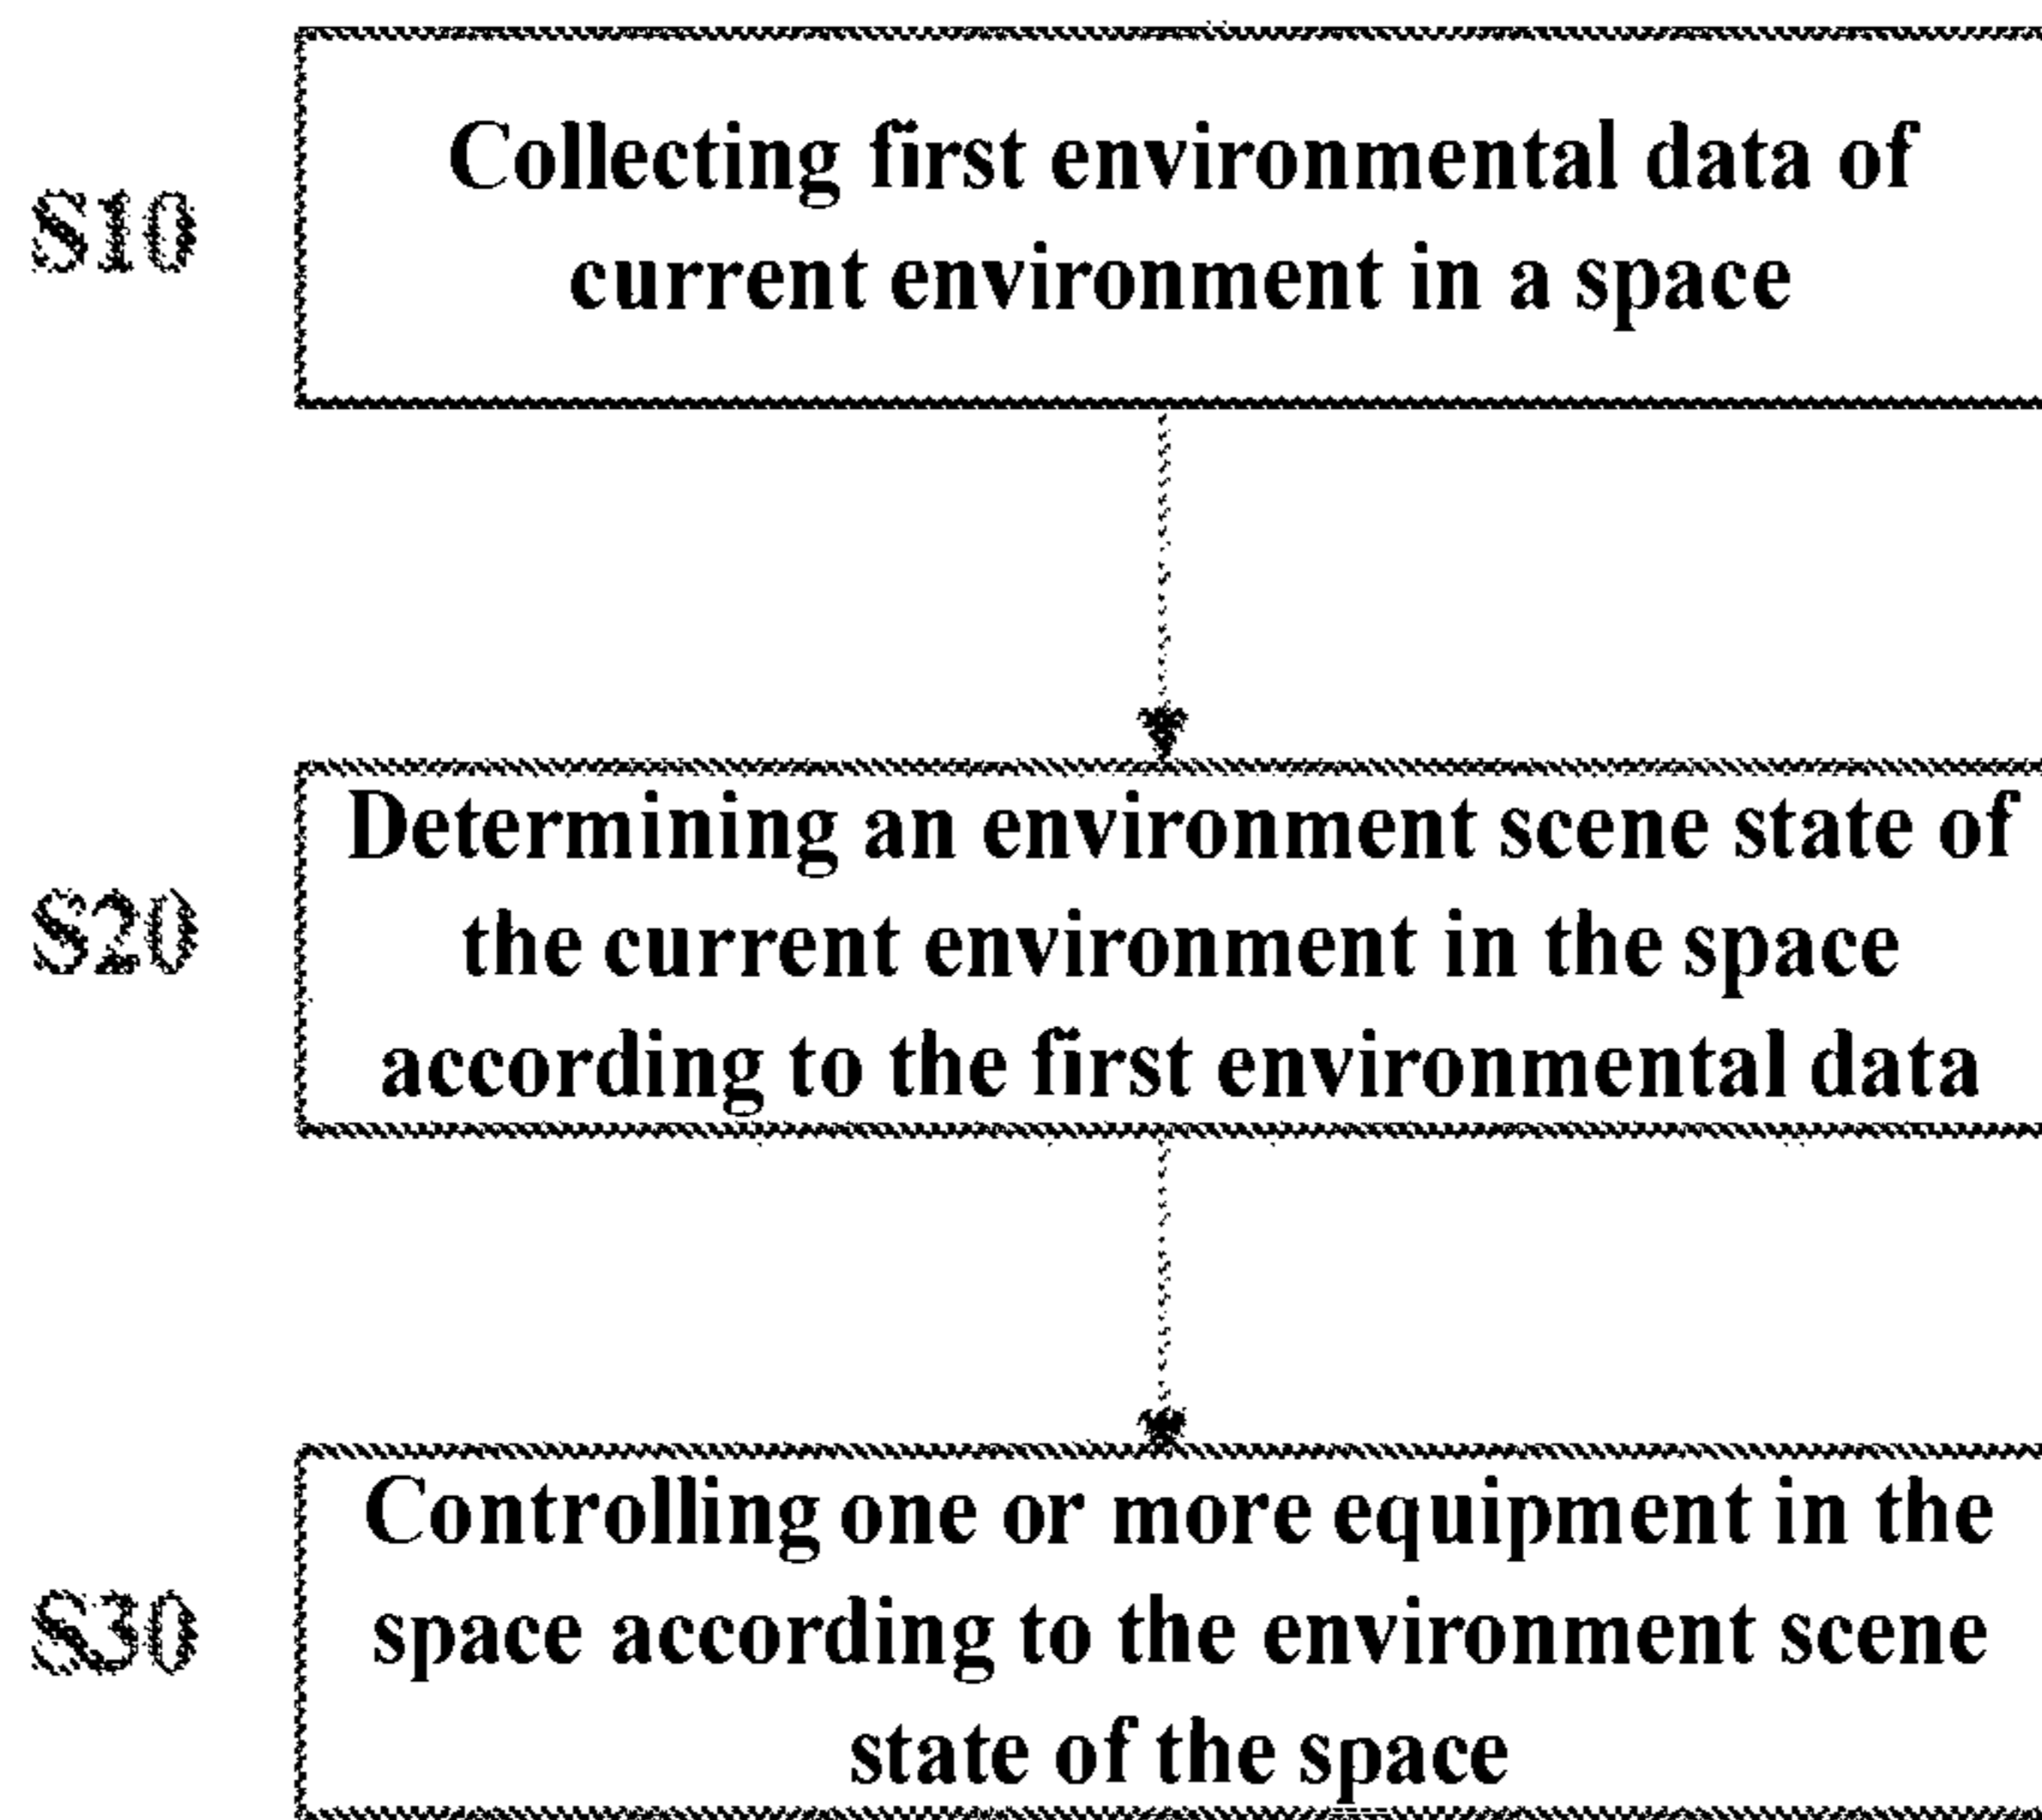 S10
Collecting first environmental data of
current environment in a space
S20
Determining an environment scene state of
the current environment in the space
according to the first environmental data
S30
Controlling one or more equipment in the
space according to the environment scene
state of the space